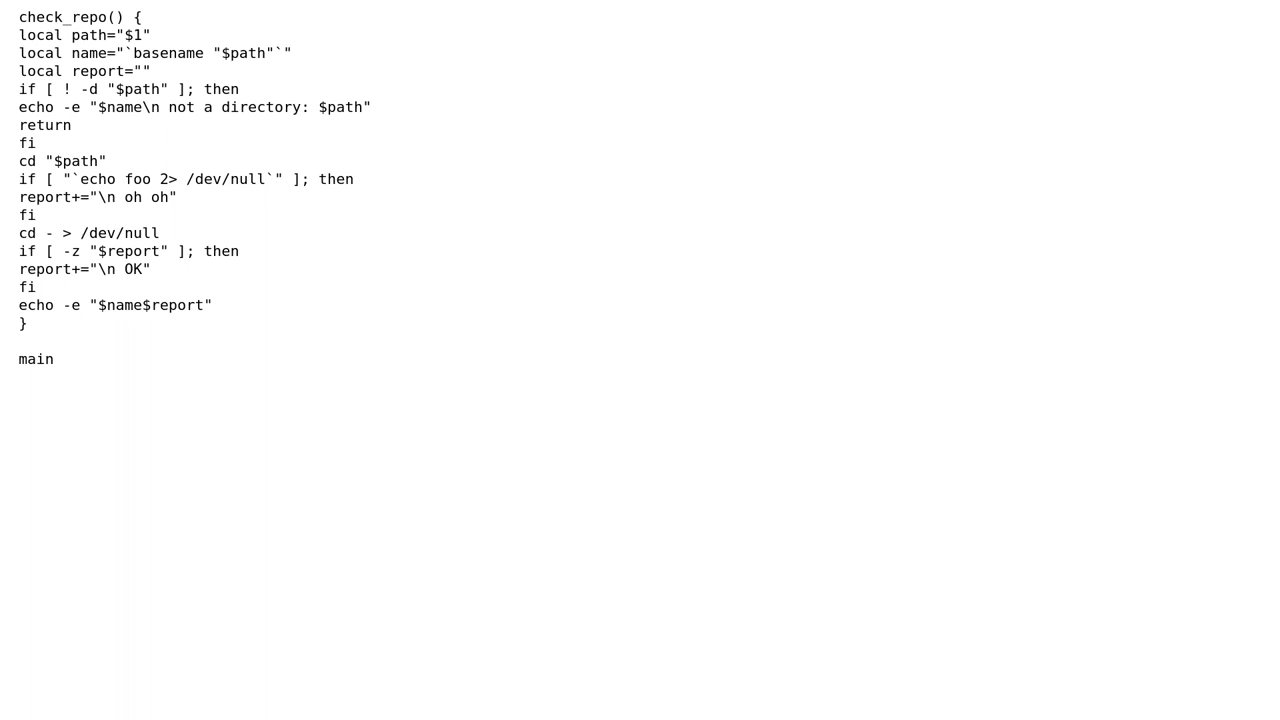 check_repo() {
local path="$1"
local name="`basename "$path"`"
local report=""
if [ ! -d "$path" ]; then
echo -e "$name\n not a directory: $path"
return
fi
cd "$path"
if [ "`echo foo 2> /dev/null`" ]; then
report+="\n oh oh"
fi
cd - > /dev/null
if [ -z "$report" ]; then
report+="\n OK"
fi
echo -e "$name$report"
}

main